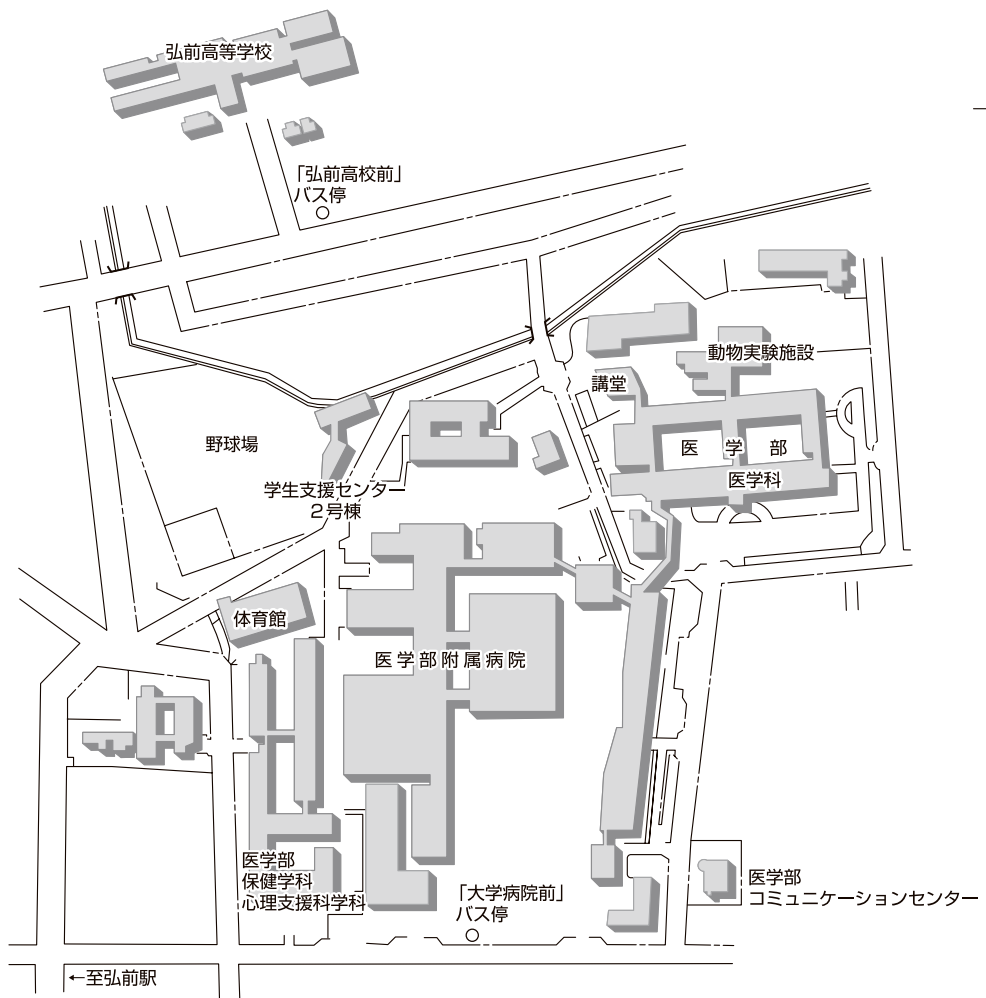 弘前高等学校
「弘前高校前」
バス停
動物実験施設
講堂
野球場
医学部
医学科
学生支援センター
2号棟
体育館
医学部附属病院
医学部
保健学科
心理支援科学科
「大学病院前」
バス停
医学部
コミュニケーションセンター
←至弘前駅